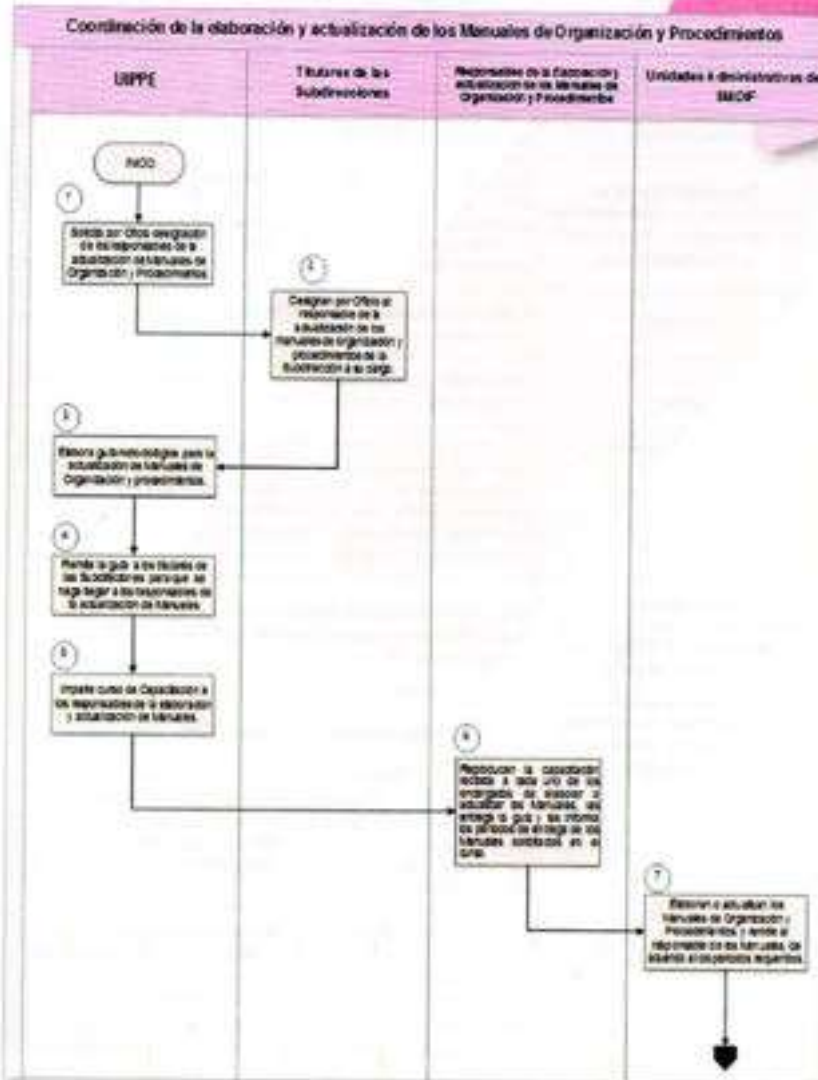 Coordinación de la elaboración y actualización de los Manuales de Organización y Procedimientos
UIPPE
Titulares de las
Subdirecciones
Responsables de la Elaboración y
actualización de los Manuales de
Organización y Procedimientos
Unidades Administrativas de
SMDIF
INICIO
1
Solicita por Oficio designación
de los responsables de la
actualización de Manuales de
Organización y Procedimientos.
2
Designan por Oficio al
responsable de la
actualización de los
Manuales de organización y
procedimientos de la
Subdirección a su cargo.
3
Elabora guía metodológica para la
actualización de Manuales de
Organización y procedimientos.
4
Remite la guía a los titulares de
las Subdirecciones para que se
haga llegar a los responsables de
la actualización de Manuales.
5
Imparte curso de Capacitación a
los responsables de la elaboración
y actualización de Manuales.
6
Reproducen la capacitación
recibida a cada uno de los
encargados de elaborar o
actualizar los Manuales, les
entrega la guía y les informa
los períodos de entrega de los
Manuales solicitados en el
curso.
7
Elaboran o actualizan los
Manuales de Organización y
Procedimientos y remite al
responsable de los Manuales, de
acuerdo a los períodos requeridos.